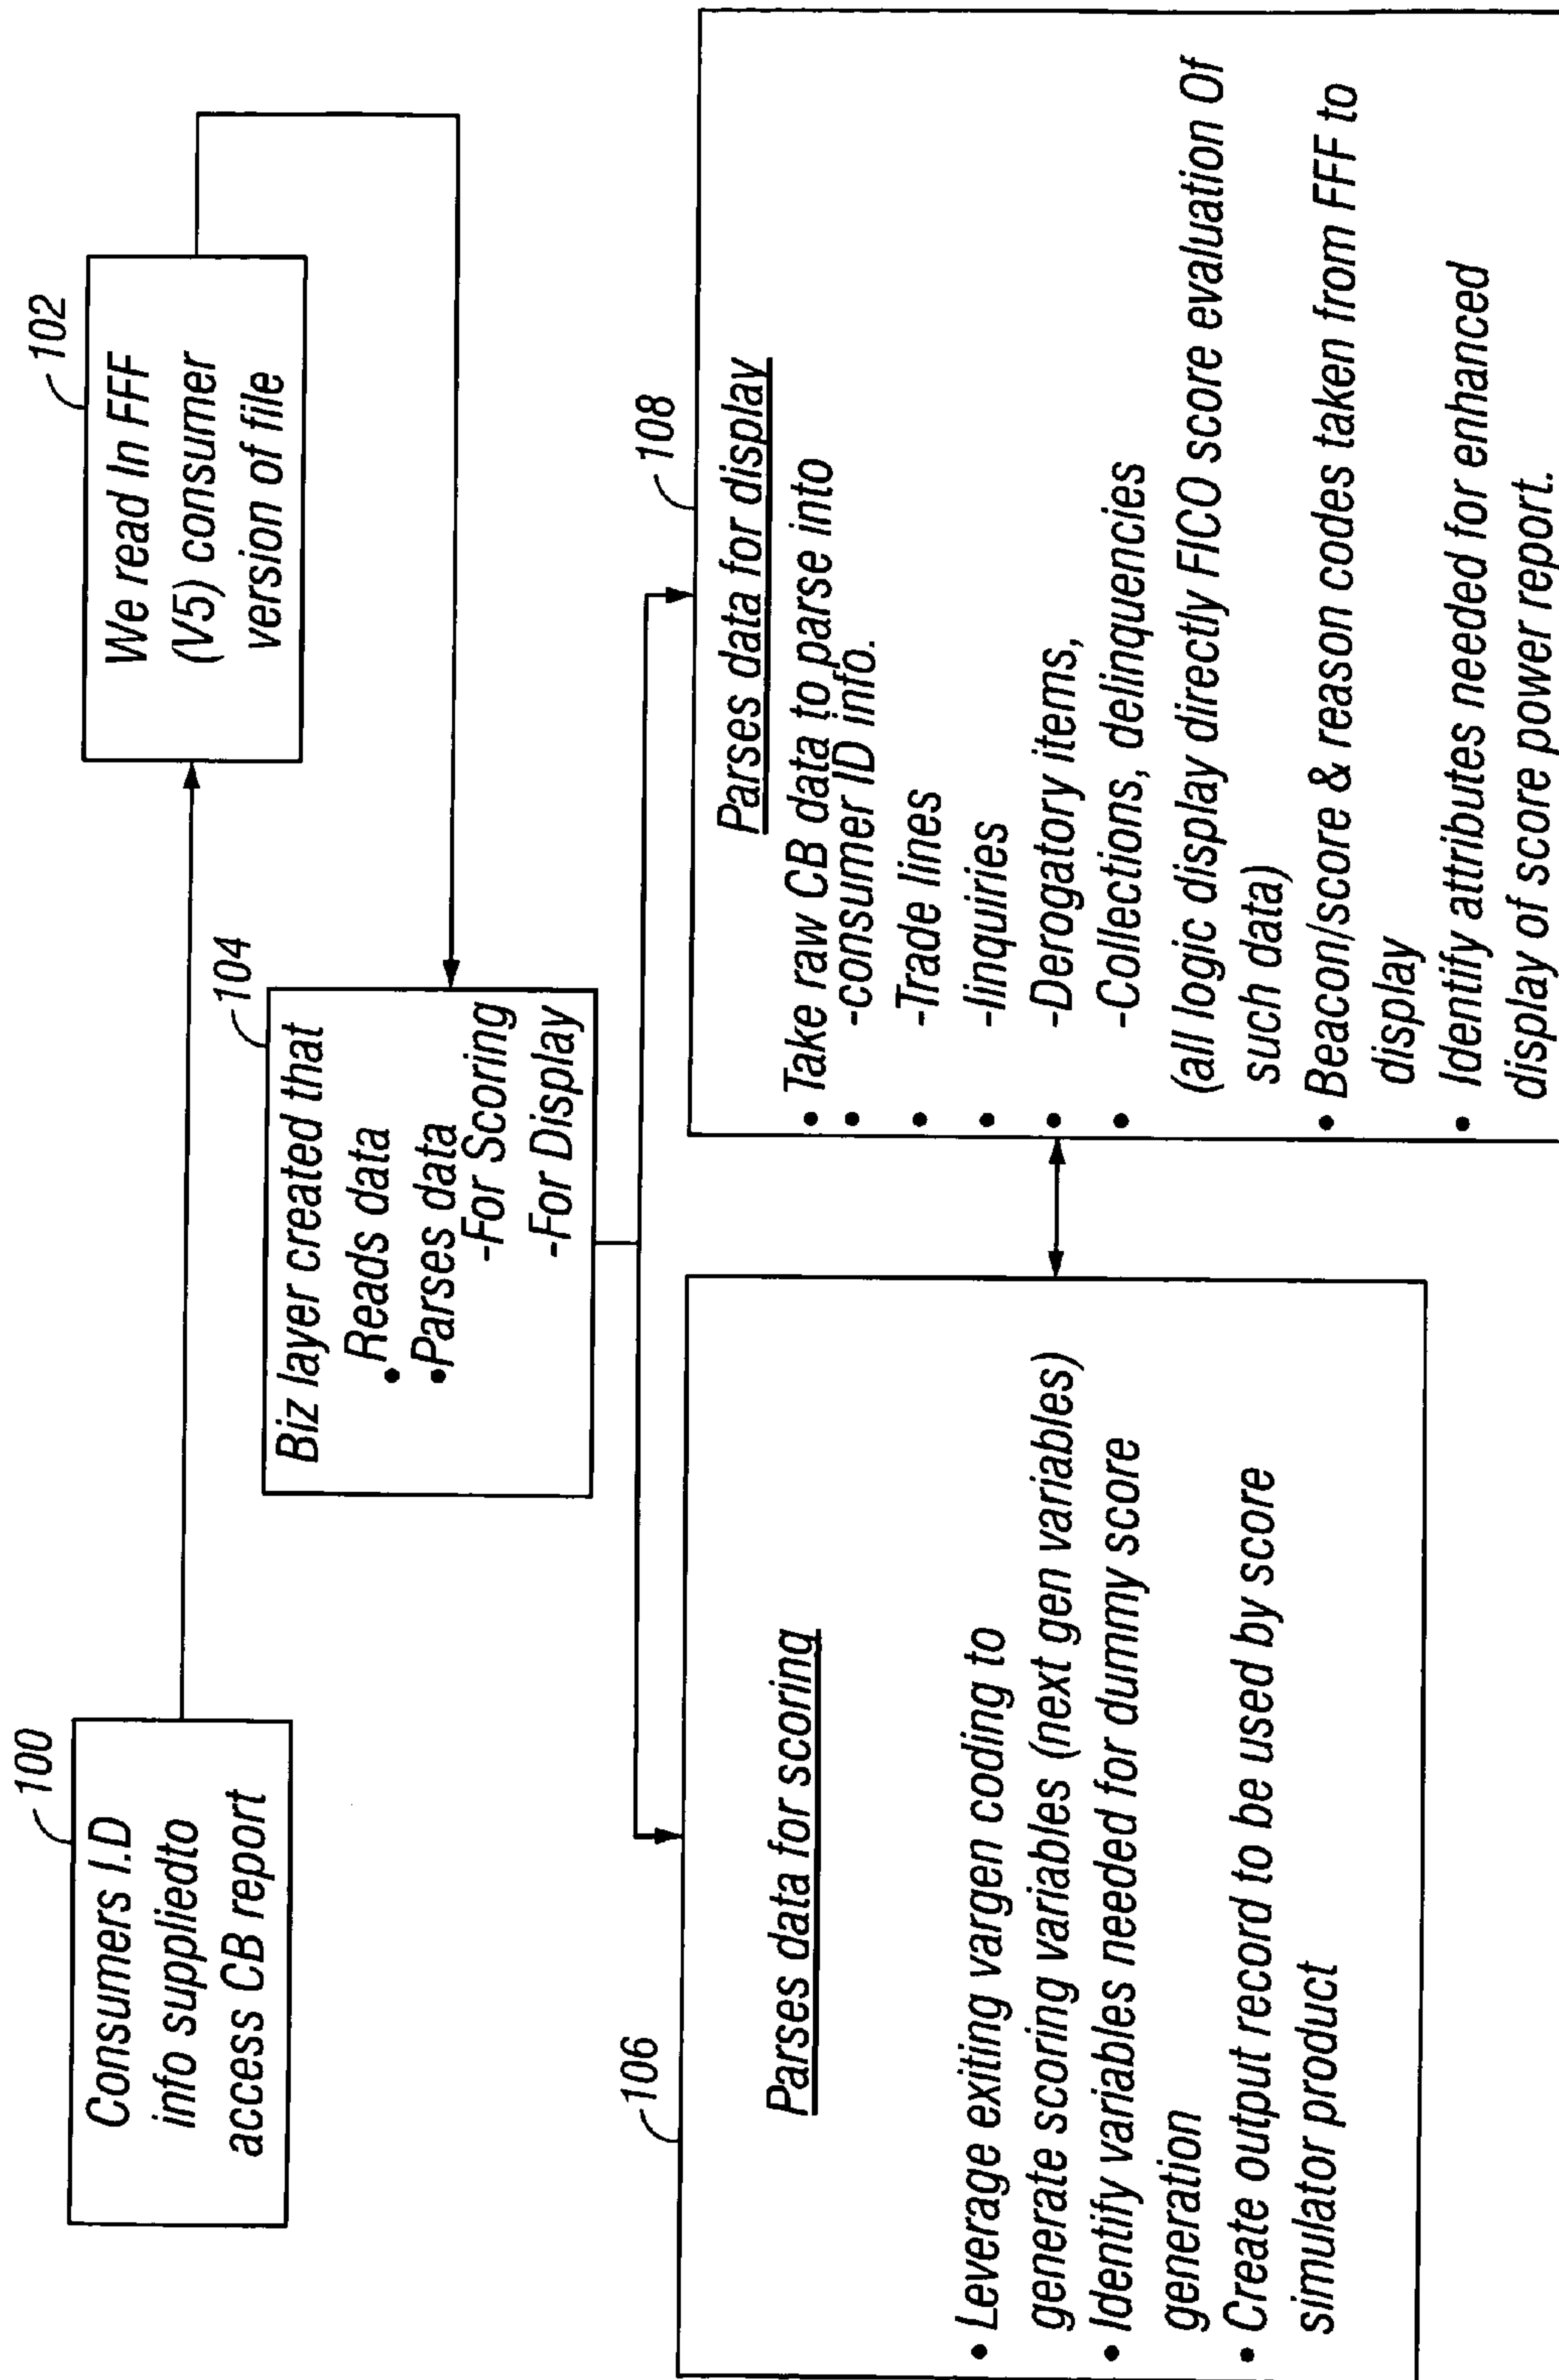 100
Consumers I.D
info suppliedto
access CB report
102
We read In FFF
(V5) consumer
version of file
104
Biz layer created that
• Reads data
• Parses data
-For Scoring
-For Display
106
Parses data for scoring
• Leverage exiting vargen coding to
generate scoring variables (next gen variables)
• Identify variables needed for dummy score
generation
• Create output record to be used by score
simulator product
108
Parses data for display
• Take raw CB data to parse into
• -consumer ID info.
• -Trade lines
• -Iinquiries
• -Derogatory items,
• -Collections, delinquencies
(all logic display directly FICO score evaluation Of
such data)
• Beacon/score & reason codes taken from FFF to
display
• Identify attributes needed for enhanced
display of score power report.